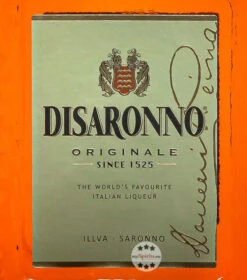 DISARONNO®
ORIGINALE
SINCE 1525
THE WORLD'S FAVOURITE
ITALIAN LIQUEUR
ILLVA - SARONNO